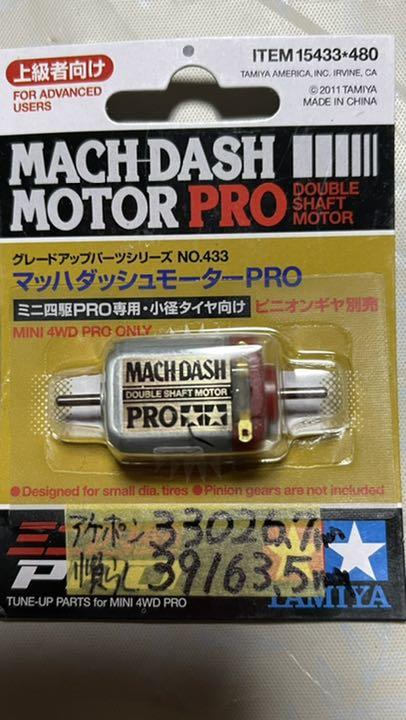 上級者向け
FOR ADVANCED
USERS
ITEM 15433★480
TAMIYA AMERICA, INC. IRVINE, CA
©2011 TAMIYA
MADE IN CHINA
MACH-DASH
MOTOR PRO DOUBLE
SHAFT
MOTOR
グレードアップパーツシリーズ NO.433
マッハダッシュモーターPRO
ミニ四駆PRO専用・小径タイヤ向け ピニオンギヤ別売
MINI 4WD PRO ONLY
MACH DASH
DOUBLE SHAFT MOTOR
PRO
●Designed for small dia. tires ●Pinion gears are not included
アケポン 33026.7
慣らし 39163.5
TAMIYA
TUNE-UP PARTS for MINI 4WD PRO